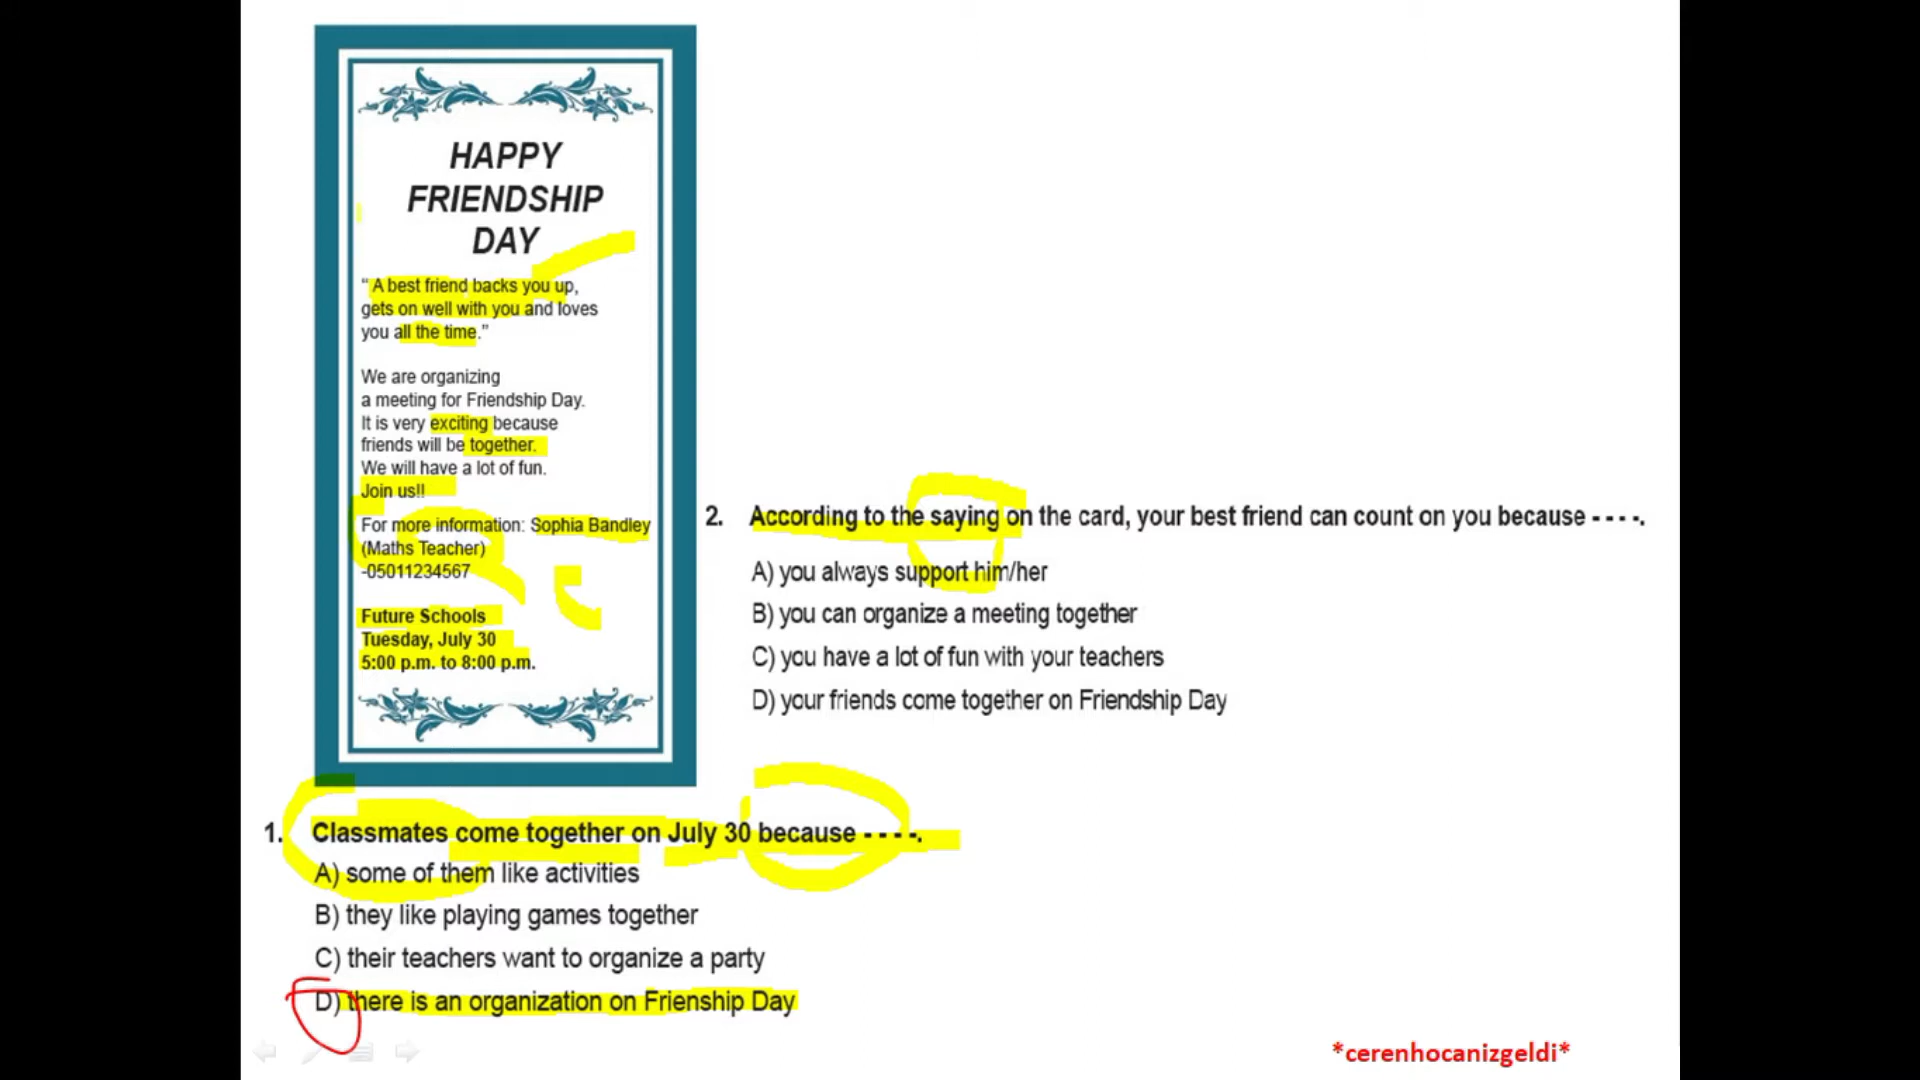 HAPPY
FRIENDSHIP
DAY
“ A best friend backs you up,
gets on well with you and loves
you all the time.”
We are organizing
a meeting for Friendship Day.
It is very exciting because
friends will be together.
We will have a lot of fun.
Join us!!
For more information: Sophia Bandley
(Maths Teacher)
-05011234567
Future Schools
Tuesday, July 30
5:00 p.m. to 8:00 p.m.
2. According to the saying on the card, your best friend can count on you because - - - -.
A) you always support him/her
B) you can organize a meeting together
C) you have a lot of fun with your teachers
D) your friends come together on Friendship Day
1. Classmates come together on July 30 because - - - -.
A) some of them like activities
B) they like playing games together
C) their teachers want to organize a party
D) there is an organization on Frienship Day
*cerenhocanizgeldi*